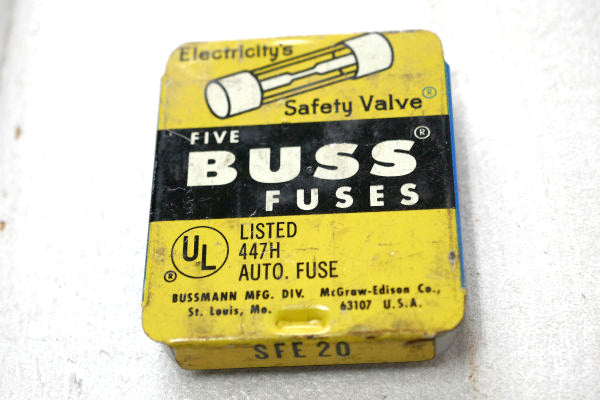 Electricity's
Safety Valve®
FIVE
BUSS®
FUSES
UL®
LISTED
447H
AUTO. FUSE
BUSSMANN MFG. DIV. McGraw-Edison Co.,
St. Louis, Mo. 63107 U.S.A.
SFE 20